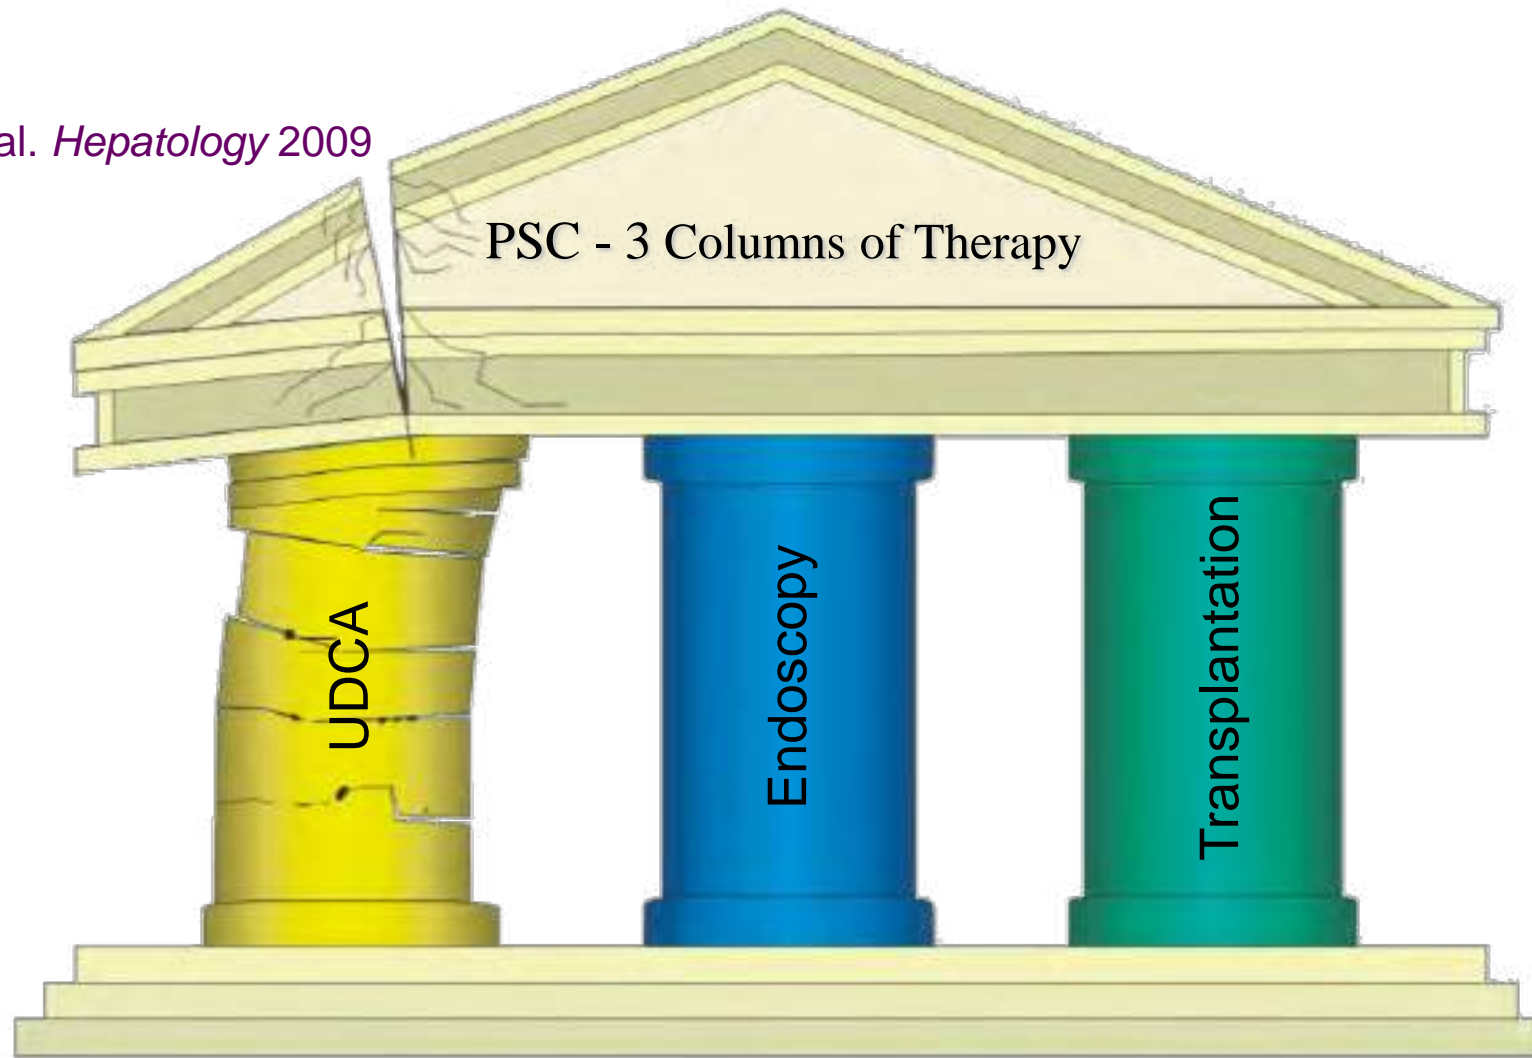 al. Hepatology 2009
PSC - 3 Columns of Therapy
UDCA
Endoscopy
Transplantation